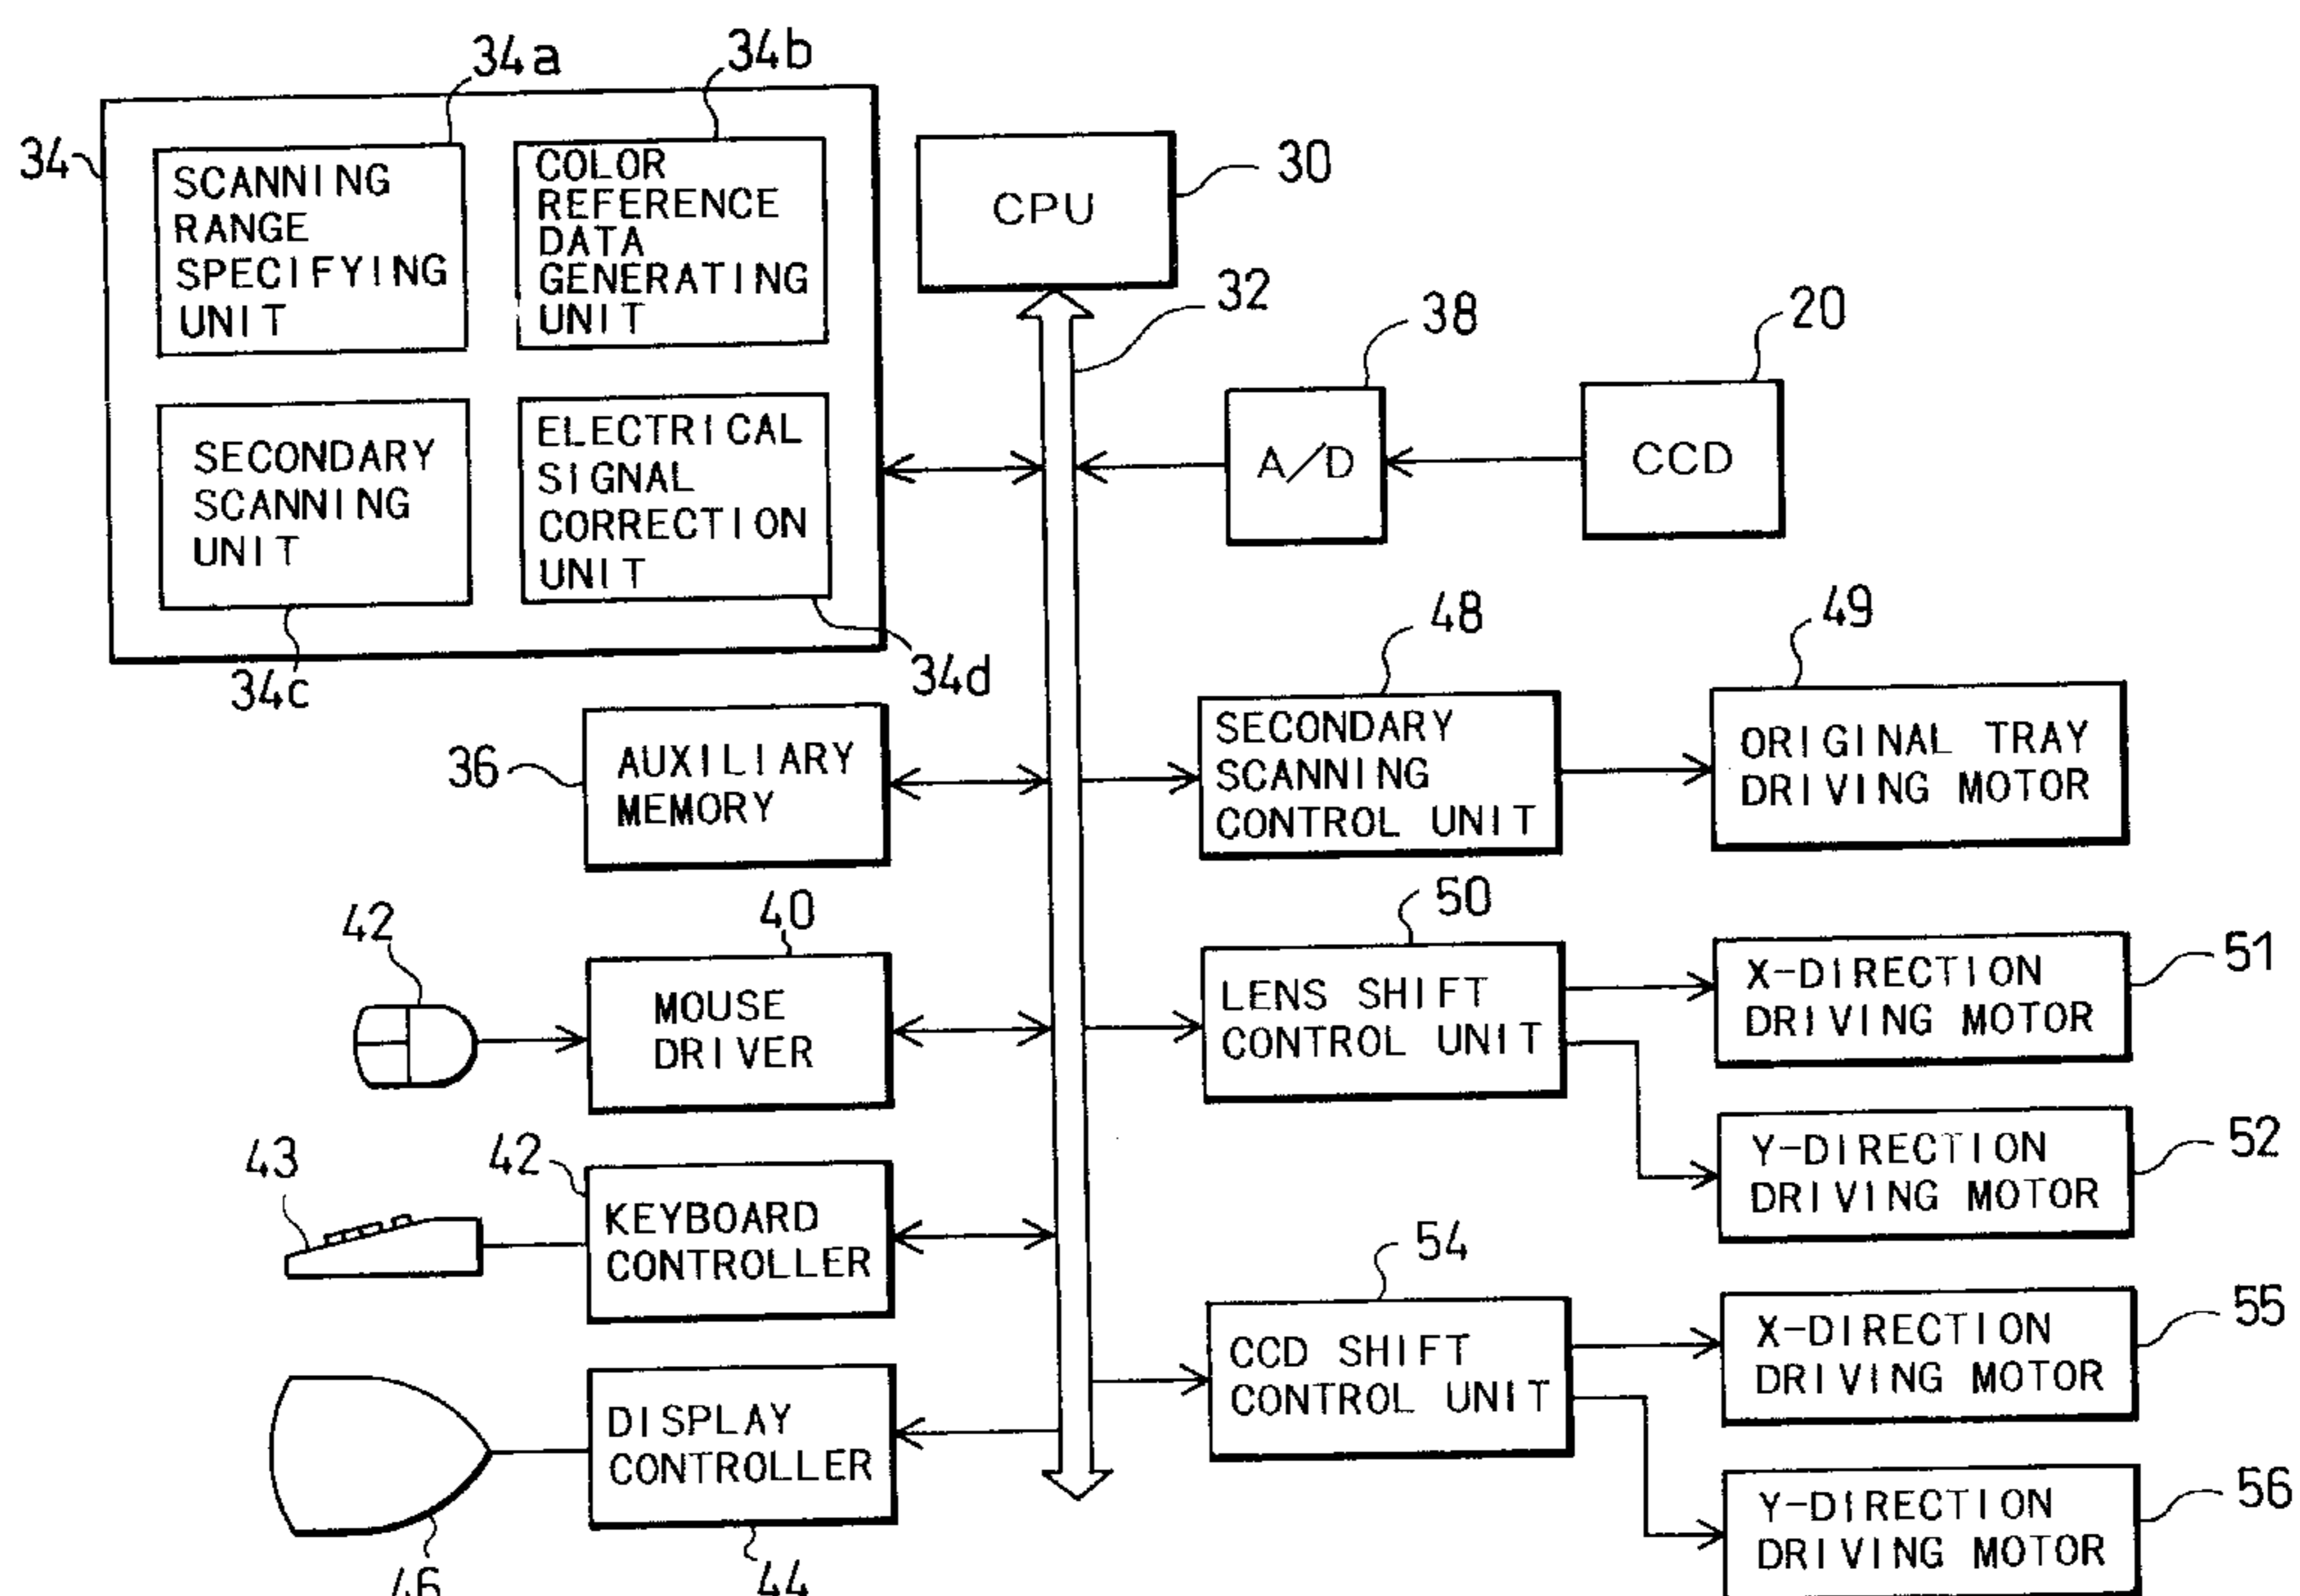 34a
34b
34
SCANNING
RANGE
SPECIFYING
UNIT
COLOR
REFERENCE
DATA
GENERATING
UNIT
CPU
30
32
38
20
SECONDARY
SCANNING
UNIT
ELECTRICAL
SIGNAL
CORRECTION
UNIT
A/D
CCD
34c
34d
48
49
36
AUXILIARY
MEMORY
SECONDARY
SCANNING
CONTROL UNIT
ORIGINAL TRAY
DRIVING MOTOR
42
40
50
51
MOUSE
DRIVER
LENS SHIFT
CONTROL UNIT
X-DIRECTION
DRIVING MOTOR
43
42
KEYBOARD
CONTROLLER
Y-DIRECTION
DRIVING MOTOR
52
54
55
CCD SHIFT
CONTROL UNIT
X-DIRECTION
DRIVING MOTOR
DISPLAY
CONTROLLER
Y-DIRECTION
DRIVING MOTOR
56
46
44